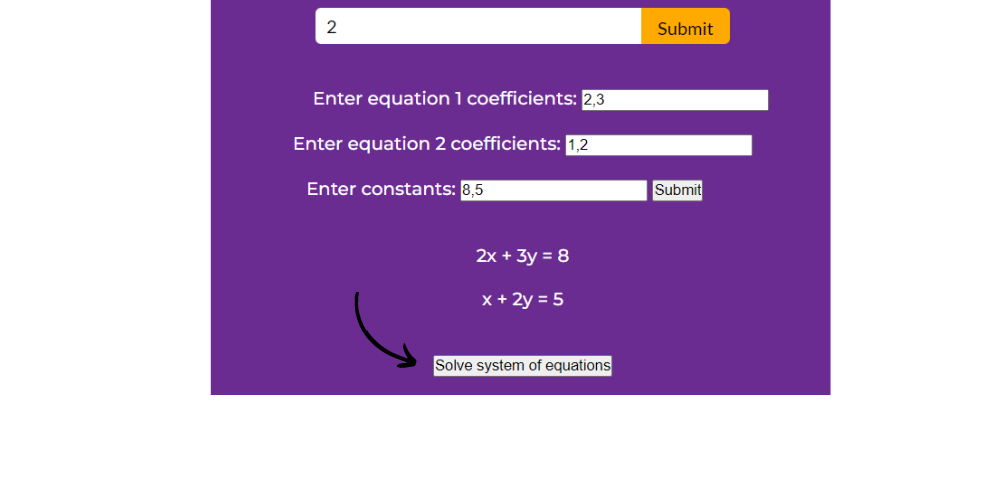 2 Submit
Enter equation 1 coefficients: 2,3
Enter equation 2 coefficients: 1,2
Enter constants: 8,5 Submit
2x + 3y = 8
x + 2y = 5
Solve system of equations